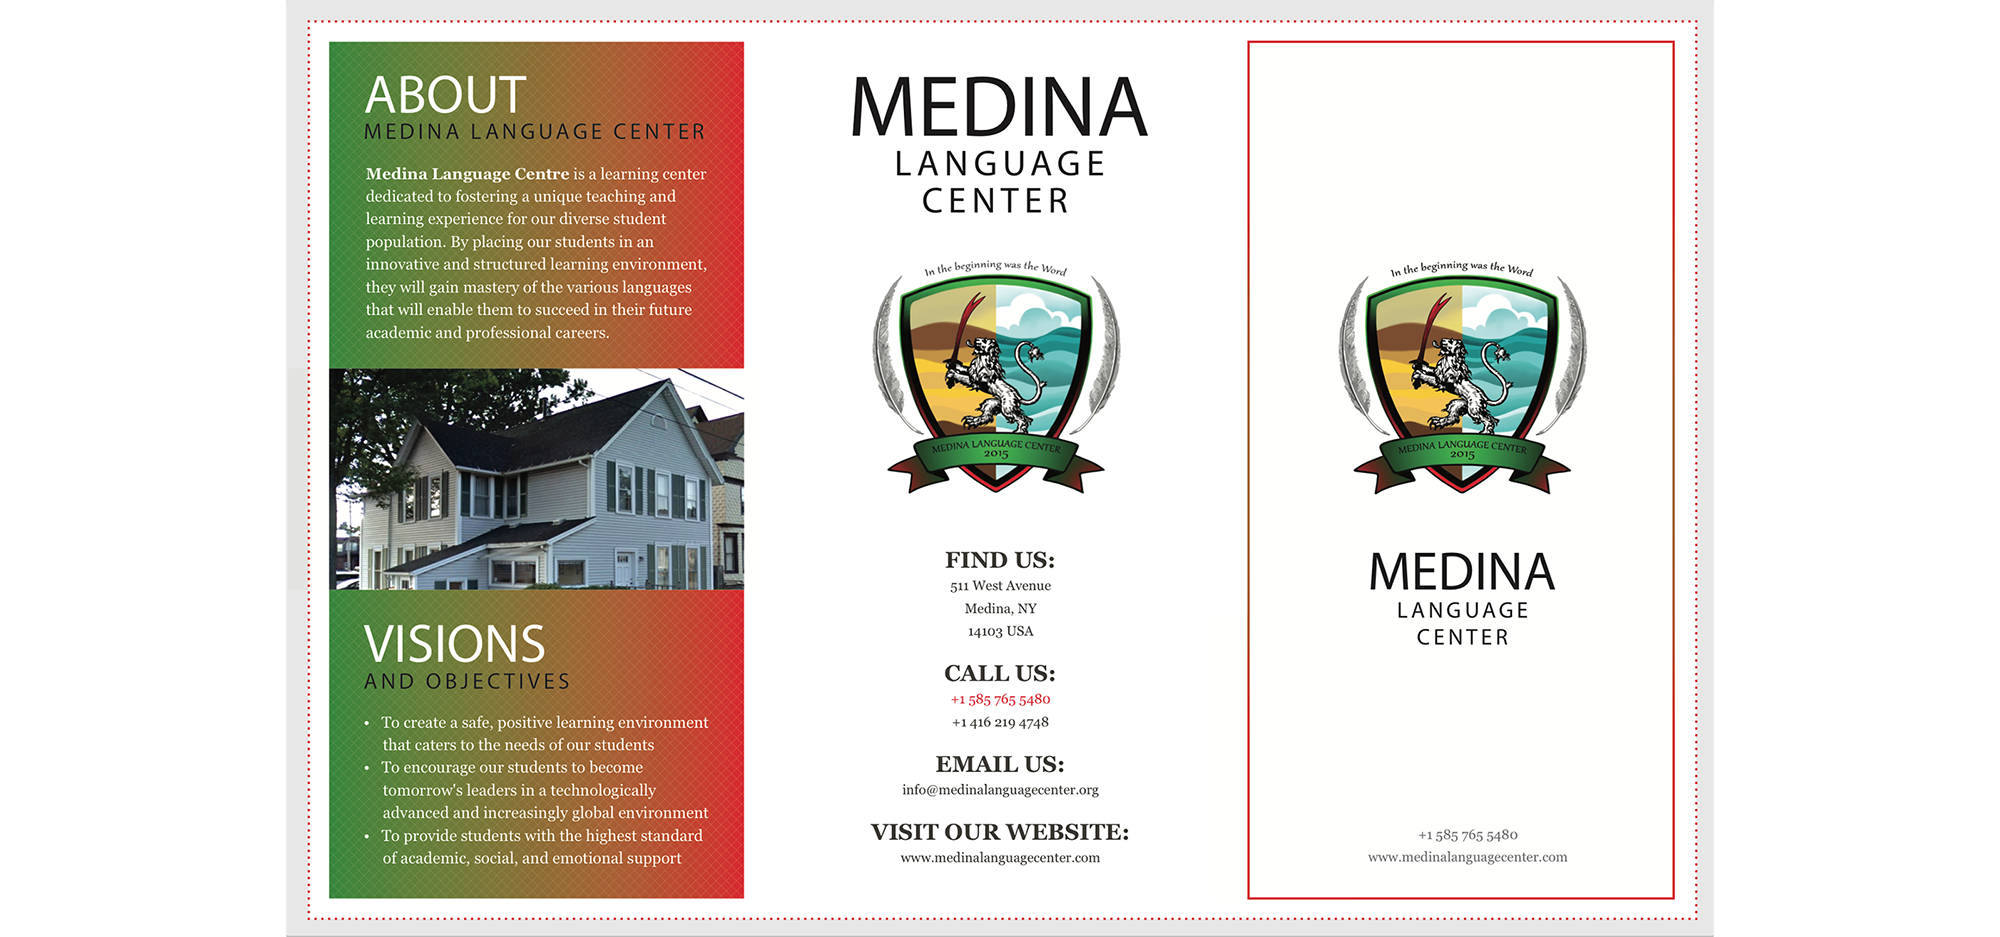 ABOUT
MEDINA LANGUAGE CENTER
Medina Language Centre is a learning center
dedicated to fostering a unique teaching and
learning experience for our diverse student
population. By placing our students in an
innovative and structured learning environment,
they will gain mastery of the various languages
that will enable them to succeed in their future
academic and professional careers.
VISIONS
AND OBJECTIVES
• To create a safe, positive learning environment
that caters to the needs of our students
• To encourage our students to become
tomorrow's leaders in a technologically
advanced and increasingly global environment
• To provide students with the highest standard
of academic, social, and emotional support
MEDINA
LANGUAGE
CENTER
In the beginning was the Word
MEDINA LANGUAGE CENTER
2015
FIND US:
511 West Avenue
Medina, NY
14103 USA
CALL US:
+1 585 765 5480
+1 416 219 4748
EMAIL US:
info@medinalanguagecenter.org
VISIT OUR WEBSITE:
www.medinalanguagecenter.com
In the beginning was the Word
MEDINA LANGUAGE CENTER
2015
MEDINA
LANGUAGE
CENTER
+1 585 765 5480
www.medinalanguagecenter.com